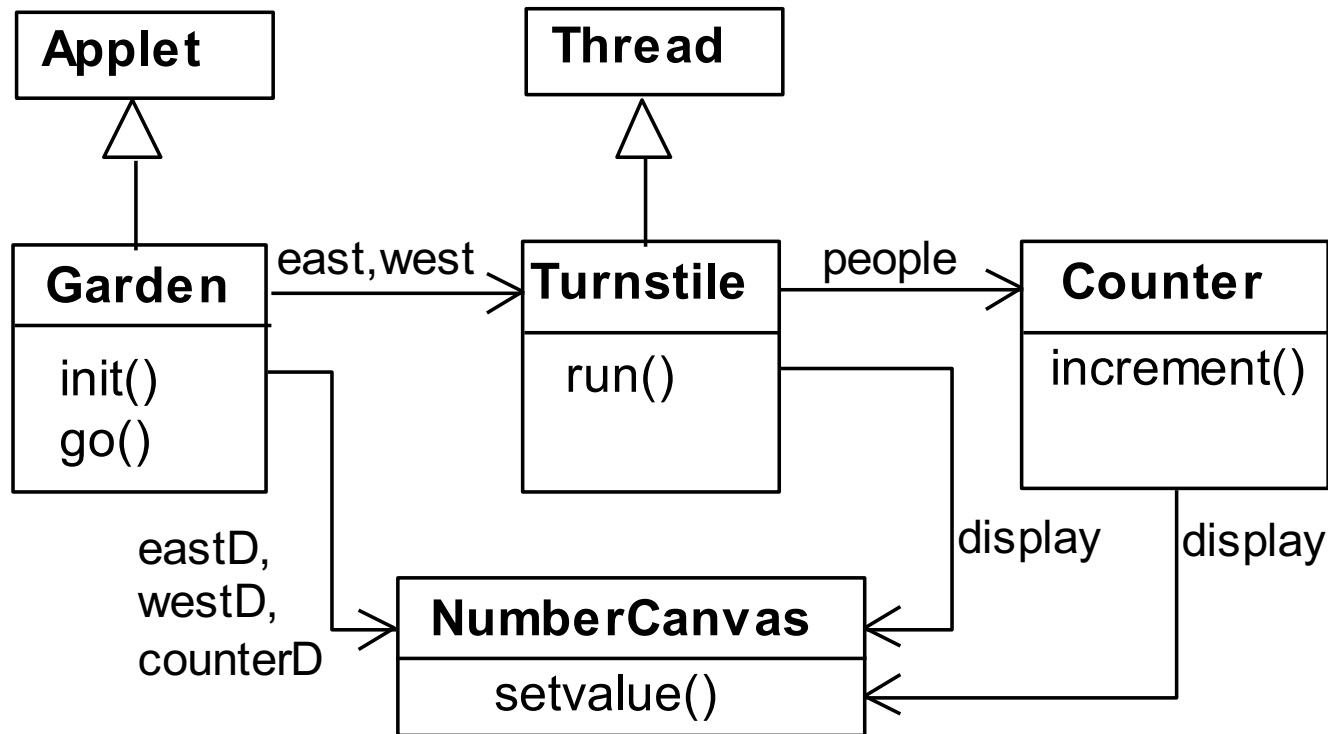 Applet
Thread
Garden
init()
go()
east,west
Turnstile
run()
people
Counter
increment()
eastD,
westD,
counterD
display
display
NumberCanvas
setvalue()